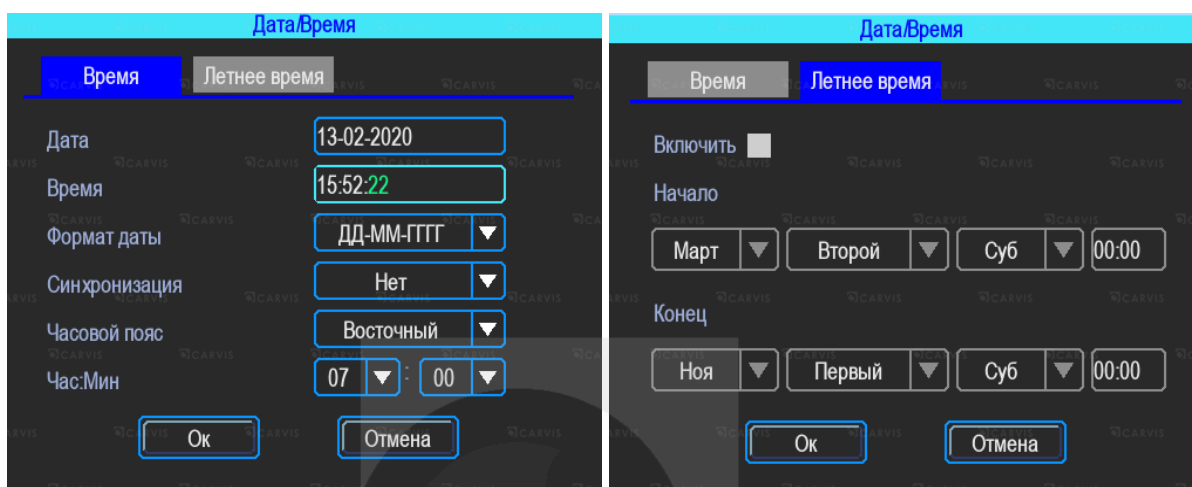 Дата/Время
Время Летнее время
Дата 13-02-2020
Время 15:52:22
Формат даты ДД-ММ-ГГГГ
Синхронизация Нет
Часовой пояс Восточный
Час:Мин 07 : 00
Ок Отмена
Дата/Время
Время Летнее время
Включить
Начало
Март Второй Суб 00:00
Конец
Ноя Первый Суб 00:00
Ок Отмена
CARVIS